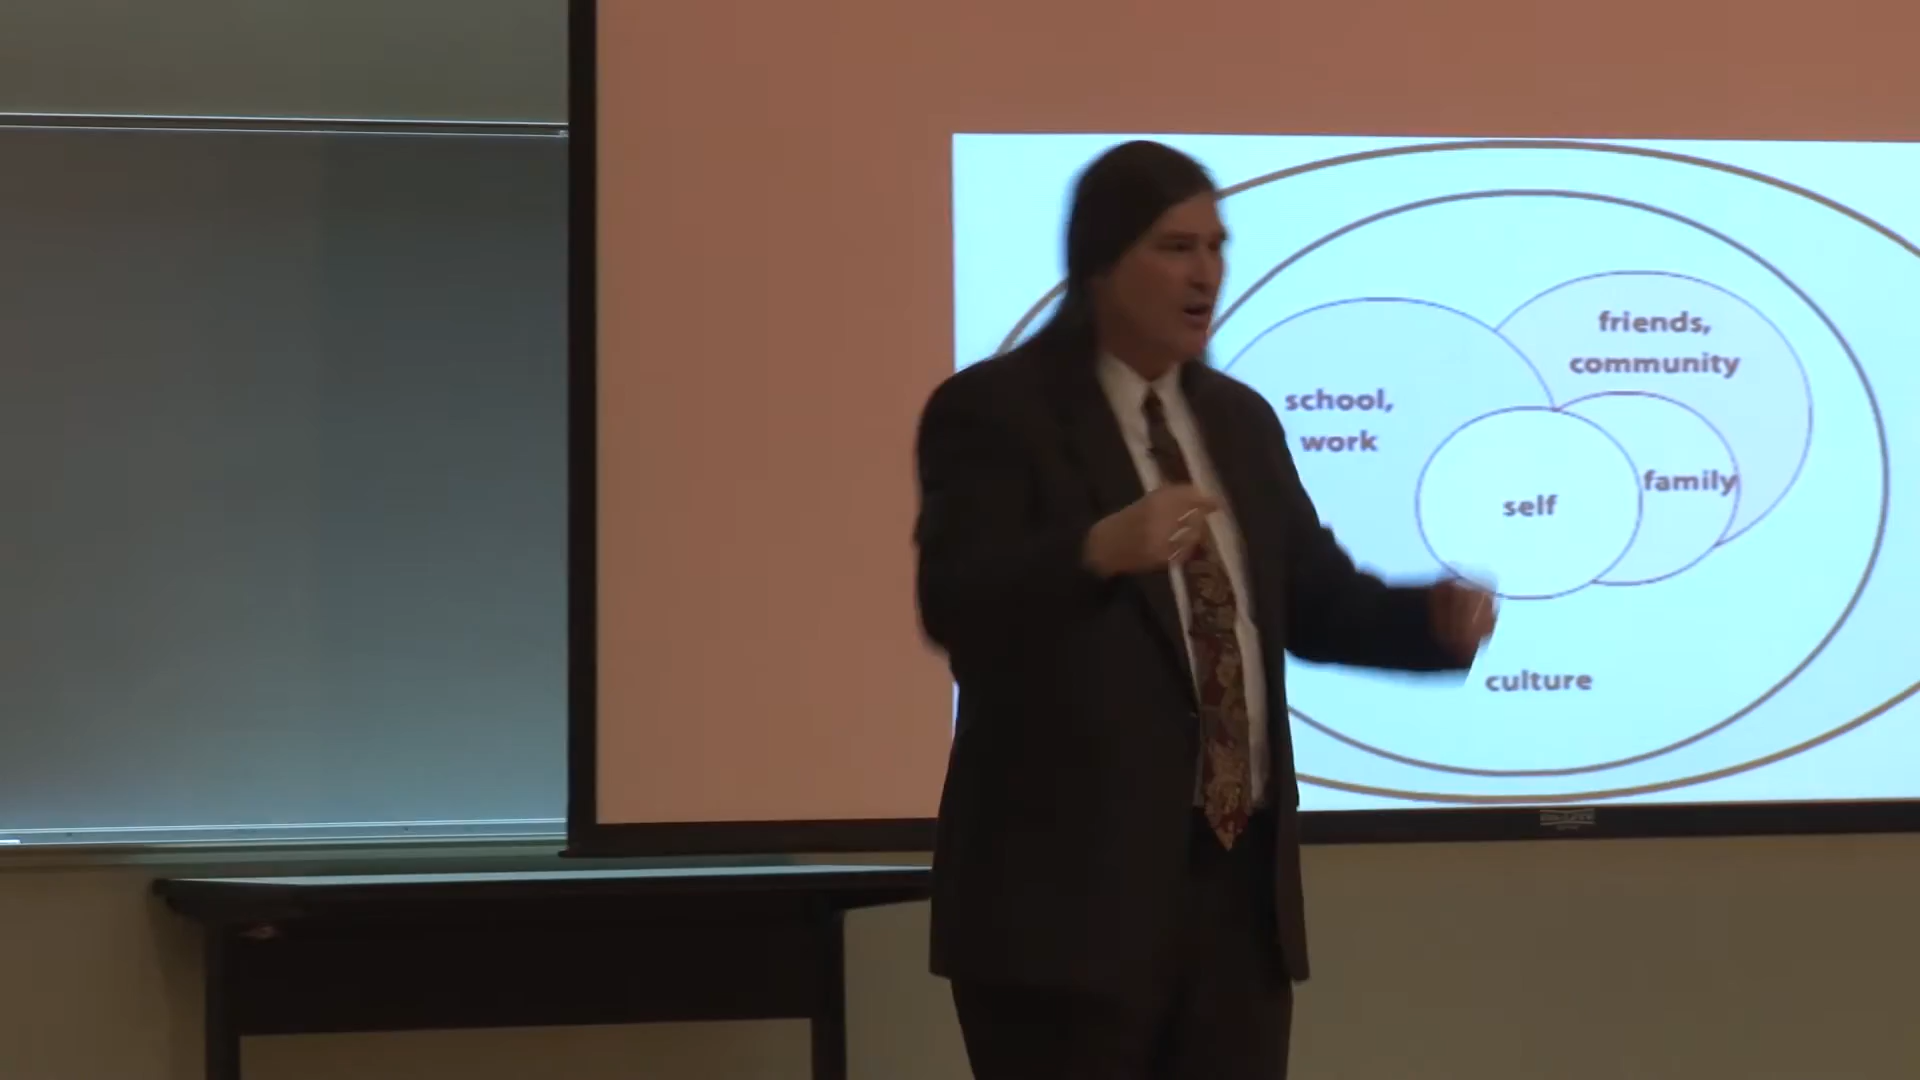 friends,
community
school,
work
family
self
culture